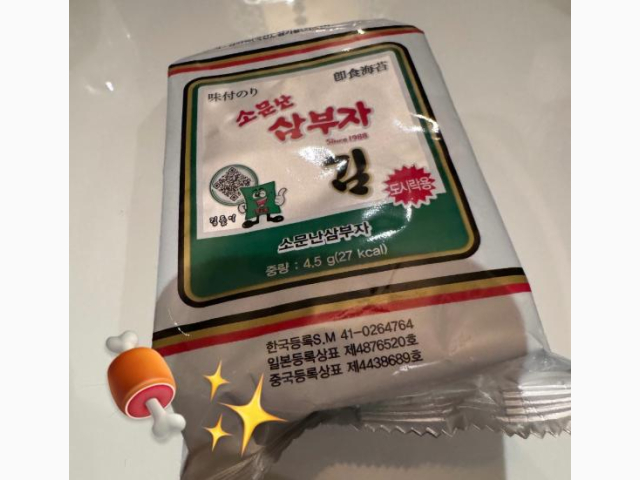 味付のり
即食海苔
소문난
삼부자
Since1988
김
도시락용
김돌이
소문난삼부자
중량 : 4.5 g(27 kcal)
한국등록S.M 41-0264764
일본등록상표 제4876520호
중국등록상표 제4438689호